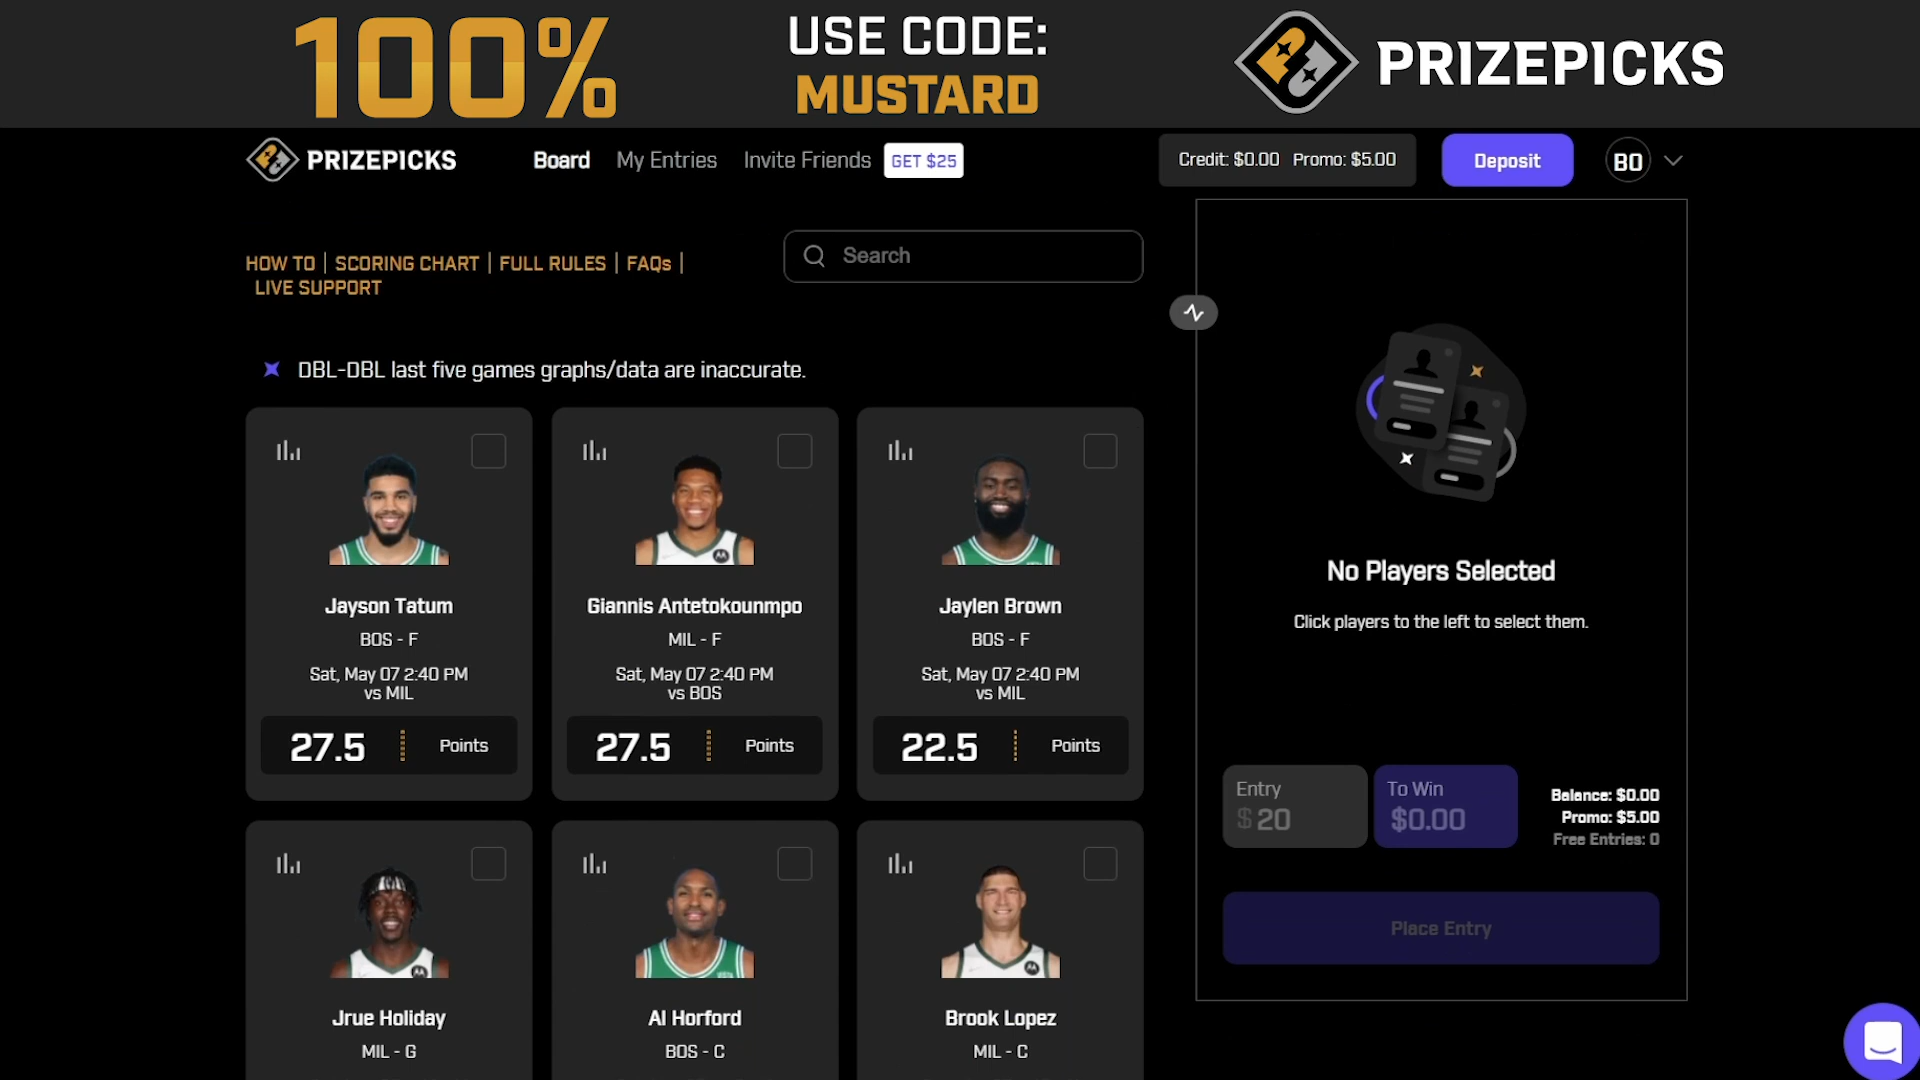 100%
USE CODE:
MUSTARD
PRIZEPICKS
PRIZEPICKS
Board
My Entries
Invite Friends
GET $25
Credit: $0.00 Promo: $5.00
Deposit
BO
HOW TO | SCORING CHART | FULL RULES | FAQs |
LIVE SUPPORT
Search
DBL-DBL last five games graphs/data are inaccurate.
Jayson Tatum
BOS - F
Sat, May 07 2:40 PM
vs MIL
27.5
Points
Giannis Antetokounmpo
MIL - F
Sat, May 07 2:40 PM
vs BOS
27.5
Points
Jaylen Brown
BOS - F
Sat, May 07 2:40 PM
vs MIL
22.5
Points
Jrue Holiday
MIL - G
Al Horford
BOS - C
Brook Lopez
MIL - C
No Players Selected
Click players to the left to select them.
Entry
$ 20
To Win
$0.00
Balance: $0.00
Promo: $5.00
Free Entries: 0
Place Entry